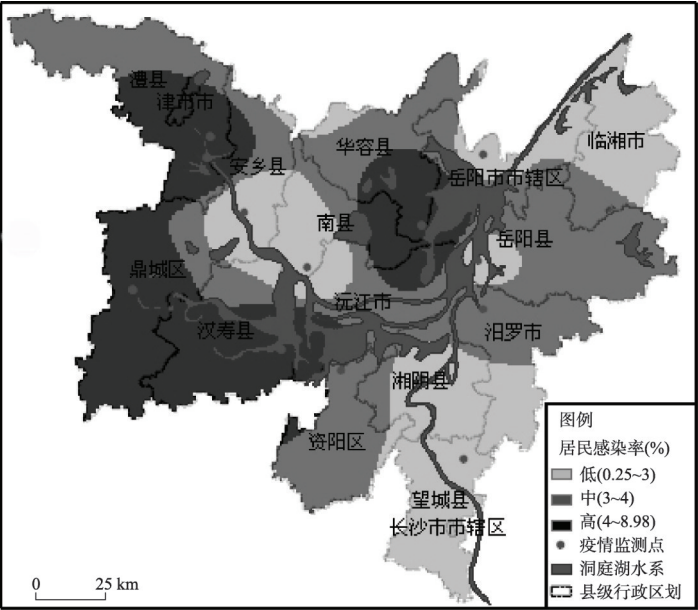 澧县
津市市
安乡县
华容县
临湘市
岳阳市市辖区
南县
岳阳县
鼎城区
沅江市
汉寿县
汨罗市
湘阴县
资阳区
望城县
长沙市市辖区
图例
居民感染率(%)
低(0.25~3)
中(3~4)
高(4~8.98)
疫情监测点
洞庭湖水系
县级行政区划
0 25 km